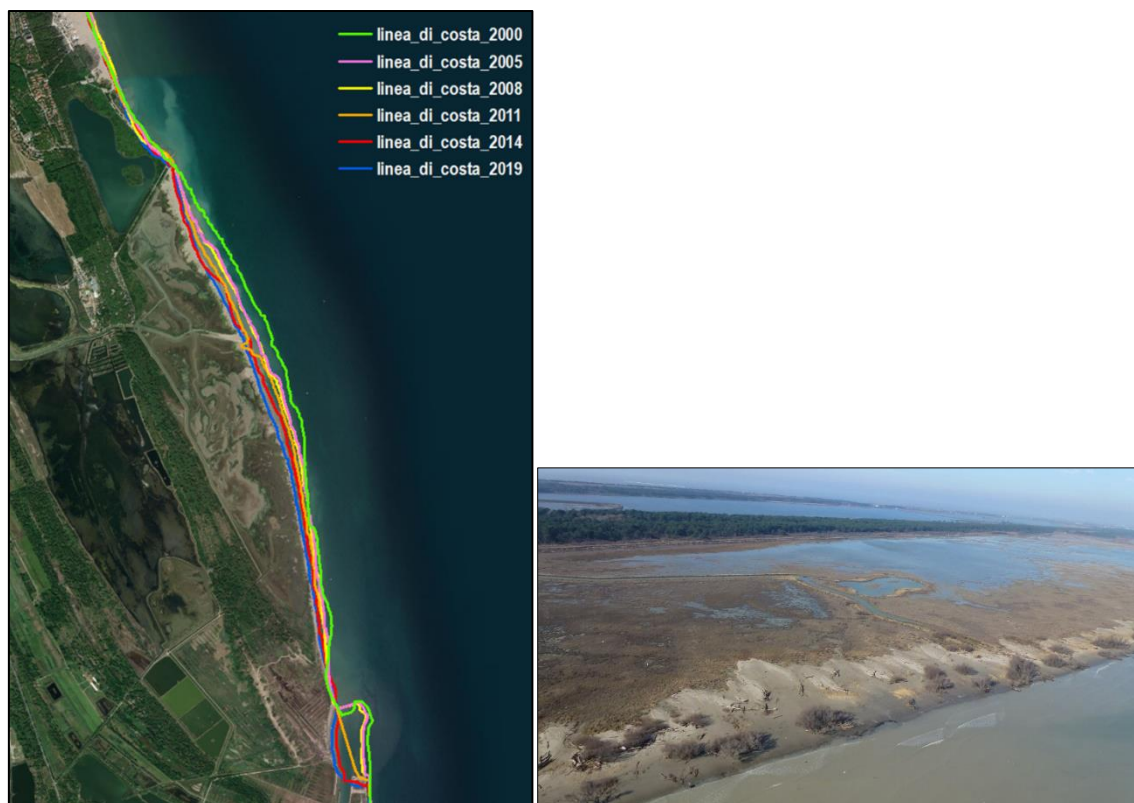 linea_di_costa_2000
linea_di_costa_2005
linea_di_costa_2008
linea_di_costa_2011
linea_di_costa_2014
linea_di_costa_2019